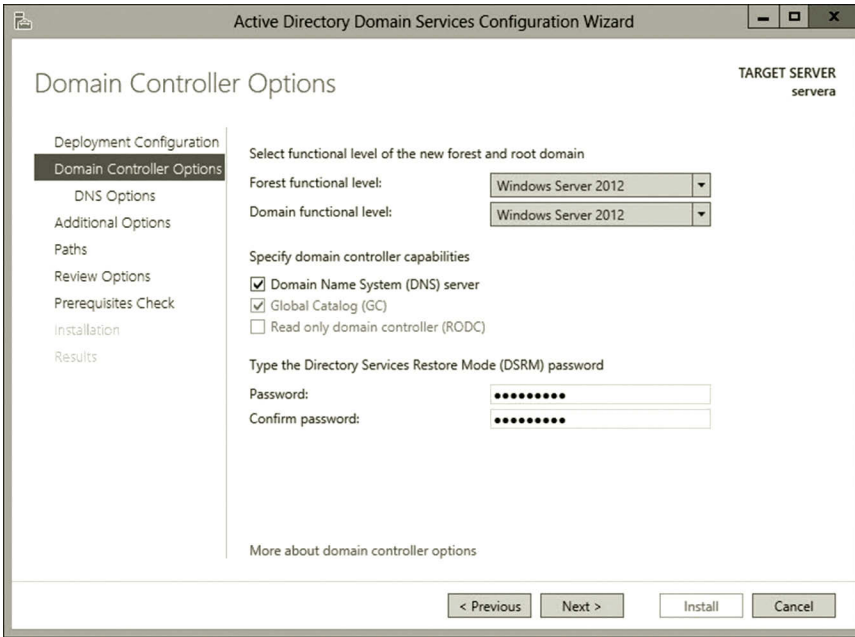 Active Directory Domain Services Configuration Wizard
Domain Controller Options
TARGET SERVER
servera
Deployment Configuration
Domain Controller Options
DNS Options
Additional Options
Paths
Review Options
Prerequisites Check
Installation
Results
Select functional level of the new forest and root domain
Forest functional level: Windows Server 2012
Domain functional level: Windows Server 2012
Specify domain controller capabilities
Domain Name System (DNS) server
Global Catalog (GC)
Read only domain controller (RODC)
Type the Directory Services Restore Mode (DSRM) password
Password: •••••••••
Confirm password: •••••••••
More about domain controller options
< Previous Next > Install Cancel